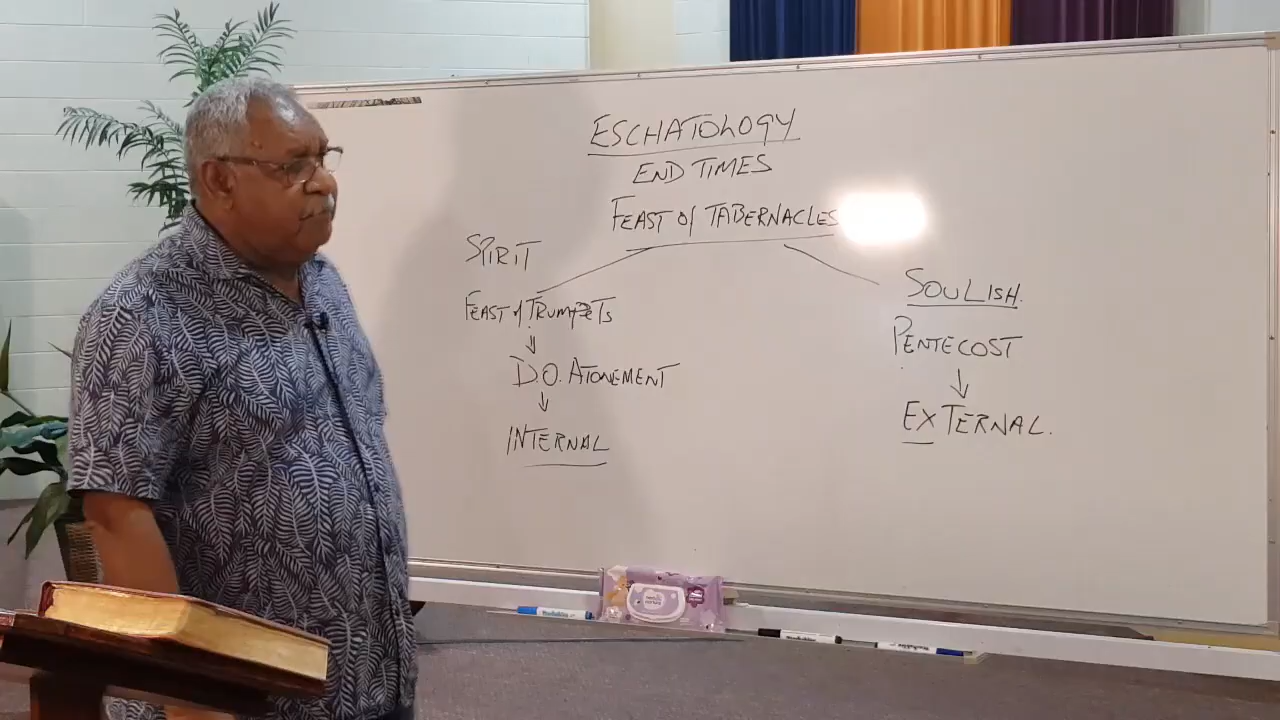 ESCHATOLOGY
END TIMES
FEAST of TABERNACLES
SPIRIT
FEAST of TRUMPETS
D.O. ATONEMENT
INTERNAL
SOULISH.
PENTECOST
EXTERNAL.